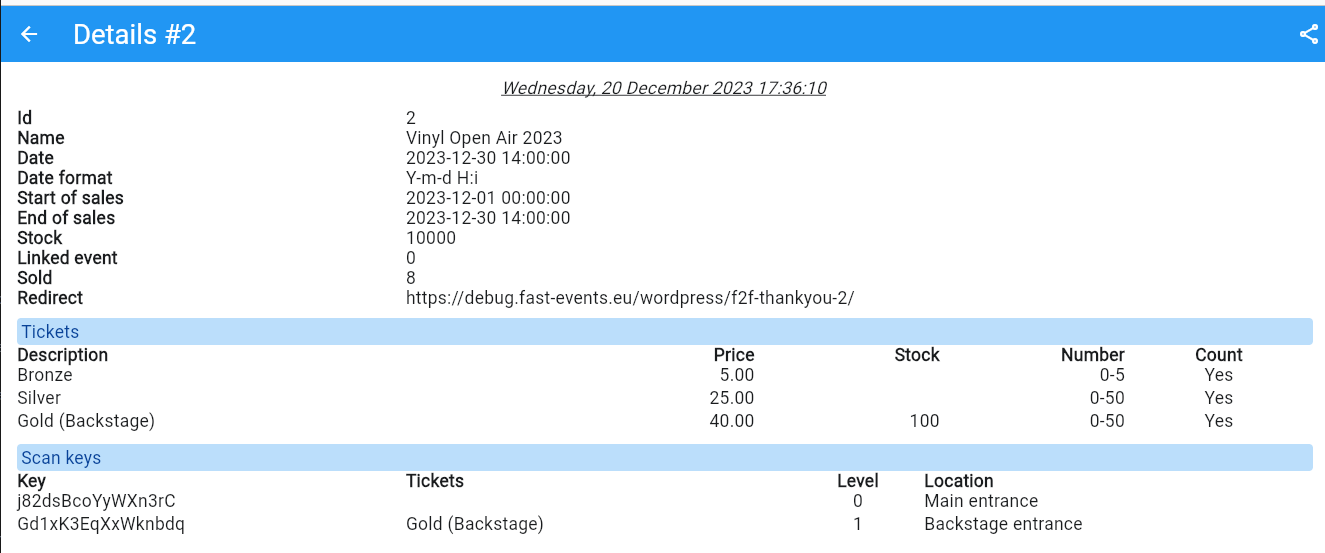 Details #2
Wednesday, 20 December 2023 17:36:10
Id 2
Name Vinyl Open Air 2023
Date 2023-12-30 14:00:00
Date format Y-m-d H:i
Start of sales 2023-12-01 00:00:00
End of sales 2023-12-30 14:00:00
Stock 10000
Linked event 0
Sold 8
Redirect https://debug.fast-events.eu/wordpress/f2f-thankyou-2/
Tickets
Description Price Stock Number Count
Bronze 5.00 0-5 Yes
Silver 25.00 0-50 Yes
Gold (Backstage) 40.00 100 0-50 Yes
Scan keys
Key Tickets Level Location
j82dsBcoYyWXn3rC 0 Main entrance
Gd1xK3EqXxWknbdq Gold (Backstage) 1 Backstage entrance